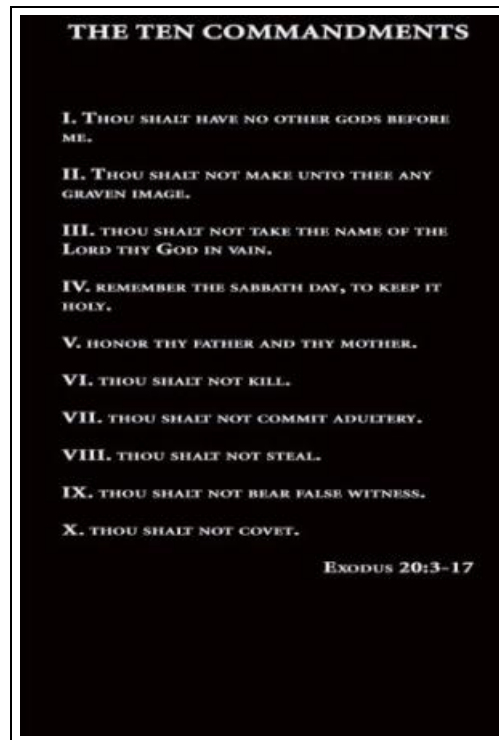 THE TEN COMMANDMENTS
I. THOU SHALT HAVE NO OTHER GODS BEFORE
ME.
II. THOU SHALT NOT MAKE UNTO THEE ANY
GRAVEN IMAGE.
III. THOU SHALT NOT TAKE THE NAME OF THE
LORD THY GOD IN VAIN.
IV. REMEMBER THE SABBATH DAY, TO KEEP IT
HOLY.
V. HONOR THY FATHER AND THY MOTHER.
VI. THOU SHALT NOT KILL.
VII. THOU SHALT NOT COMMIT ADULTERY.
VIII. THOU SHALT NOT STEAL.
IX. THOU SHALT NOT BEAR FALSE WITNESS.
X. THOU SHALT NOT COVET.
EXODUS 20:3-17